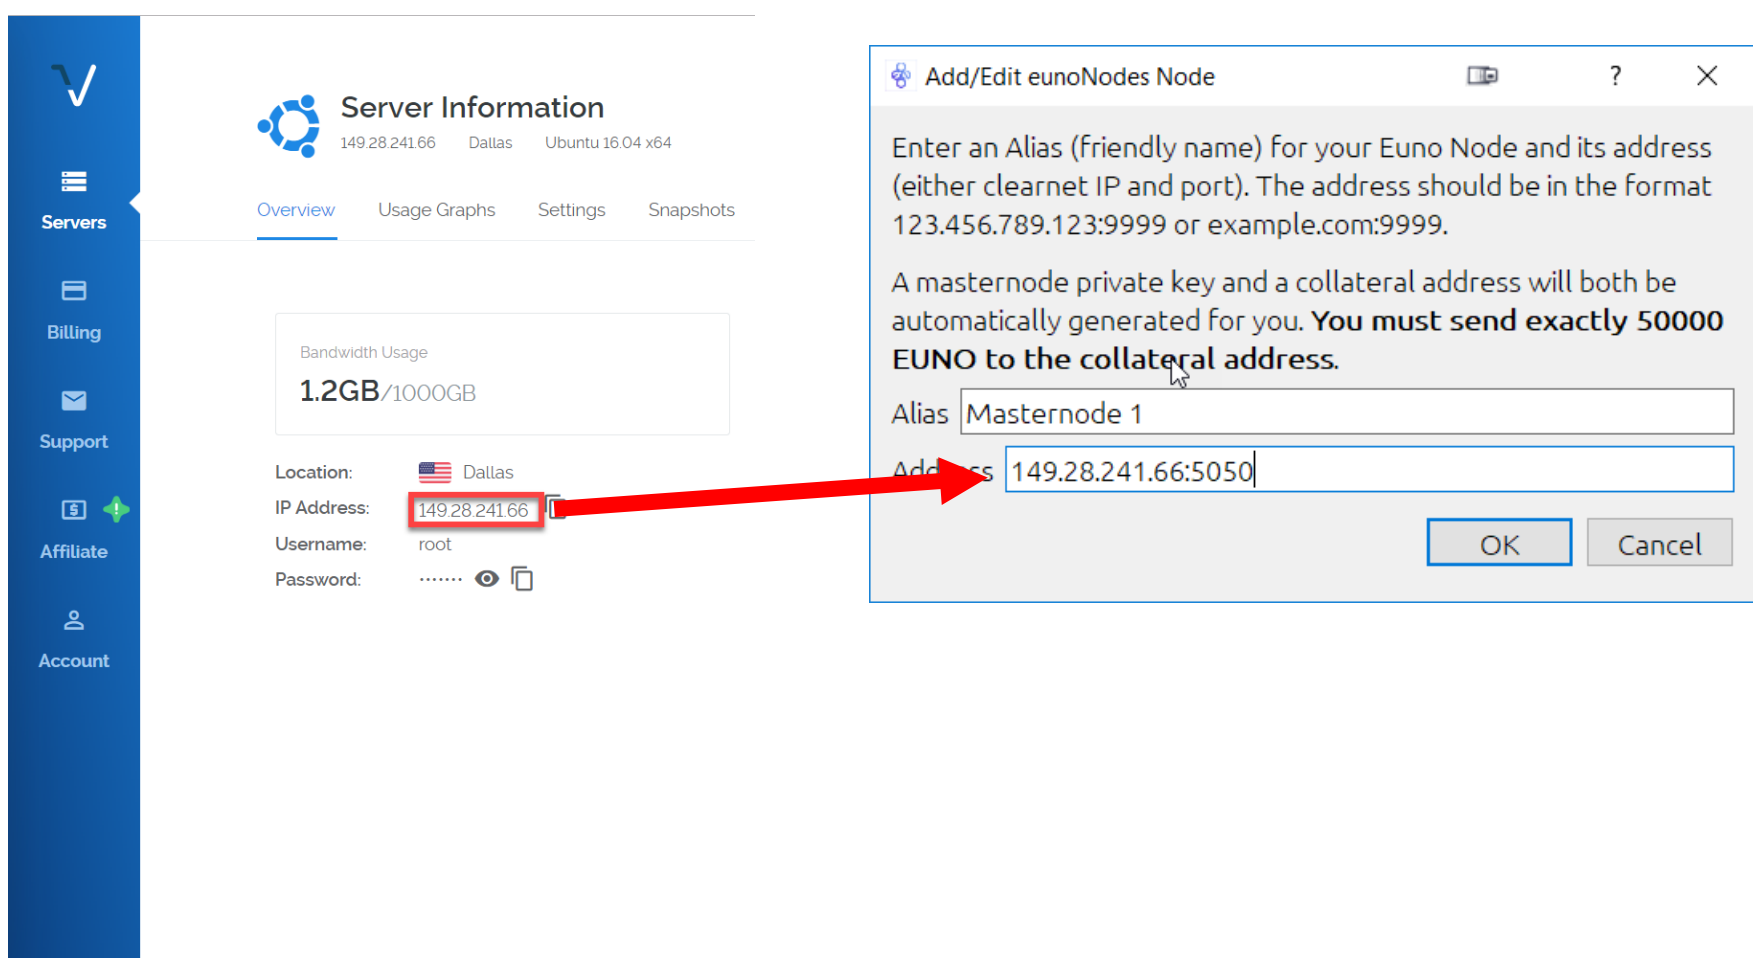 Servers
Billing
Support
Affiliate
Account
Server Information
149.28.241.66 Dallas Ubuntu 16.04 x64
Overview Usage Graphs Settings Snapshots
Bandwidth Usage
1.2GB/1000GB
Location: Dallas
IP Address: 149.28.241.66
Username: root
Password: ·······
Add/Edit eunoNodes Node
Enter an Alias (friendly name) for your Euno Node and its address
(either clearnet IP and port). The address should be in the format
123.456.789.123:9999 or example.com:9999.
A masternode private key and a collateral address will both be
automatically generated for you. You must send exactly 50000
EUNO to the collateral address.
Alias Masternode 1
Address 149.28.241.66:5050
OK Cancel